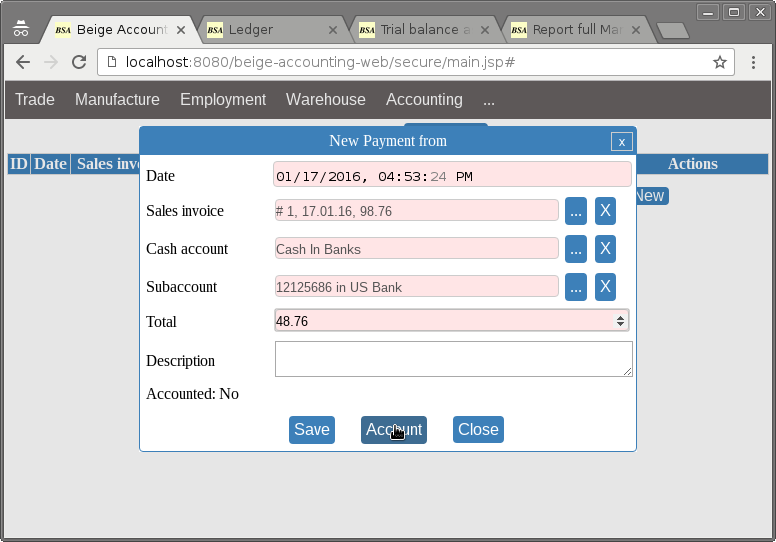 BSA Beige Accoun
BSA Ledger
BSA Trial balance a
BSA Report full Mar
localhost:8080/beige-accounting-web/secure/main.jsp#
Trade Manufacture Employment Warehouse Accounting ...
New Payment from x
ID Date Sales Actions
Date 01/17/2016, 04:53:24 PM
New
Sales invoice # 1, 17.01.16, 98.76 ... X
Cash account Cash In Banks ... X
Subaccount 12125686 in US Bank ... X
Total 48.76
Description
Accounted: No
Save Account Close